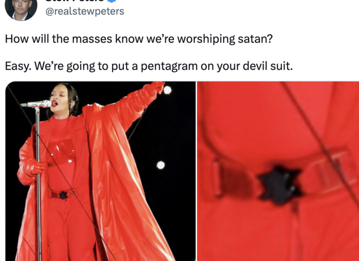 @realstewpeters
How will the masses know we're worshiping satan?
Easy. We're going to put a pentagram on your devil suit.